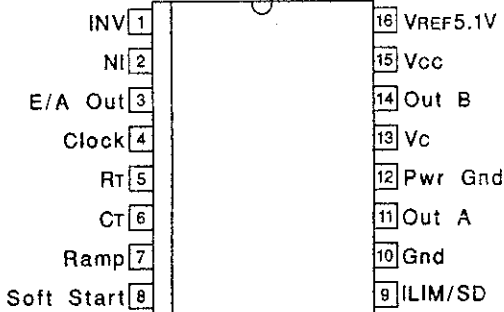 INV 1
NI 2
E/A Out 3
Clock 4
RT 5
CT 6
Ramp 7
Soft Start 8
16 VREF5.1V
15 Vcc
14 Out B
13 Vc
12 Pwr Gnd
11 Out A
10 Gnd
9 ILIM/SD